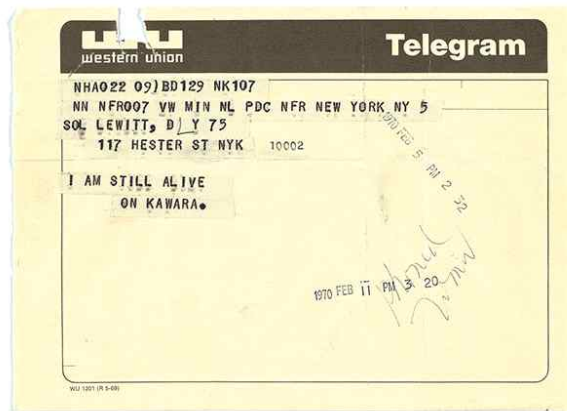 western union
Telegram
NHA022 09)BD129 NK107
NN NFR007 VW MIN NL PDC NFR NEW YORK NY 5
SOL LEWITT, DLY 75
117 HESTER ST NYK 10002
I AM STILL ALIVE
ON KAWARA.
1970 FEB 5 PM 2 32
1970 FEB 11 PM 3 20
WU 1201 (R 5-69)